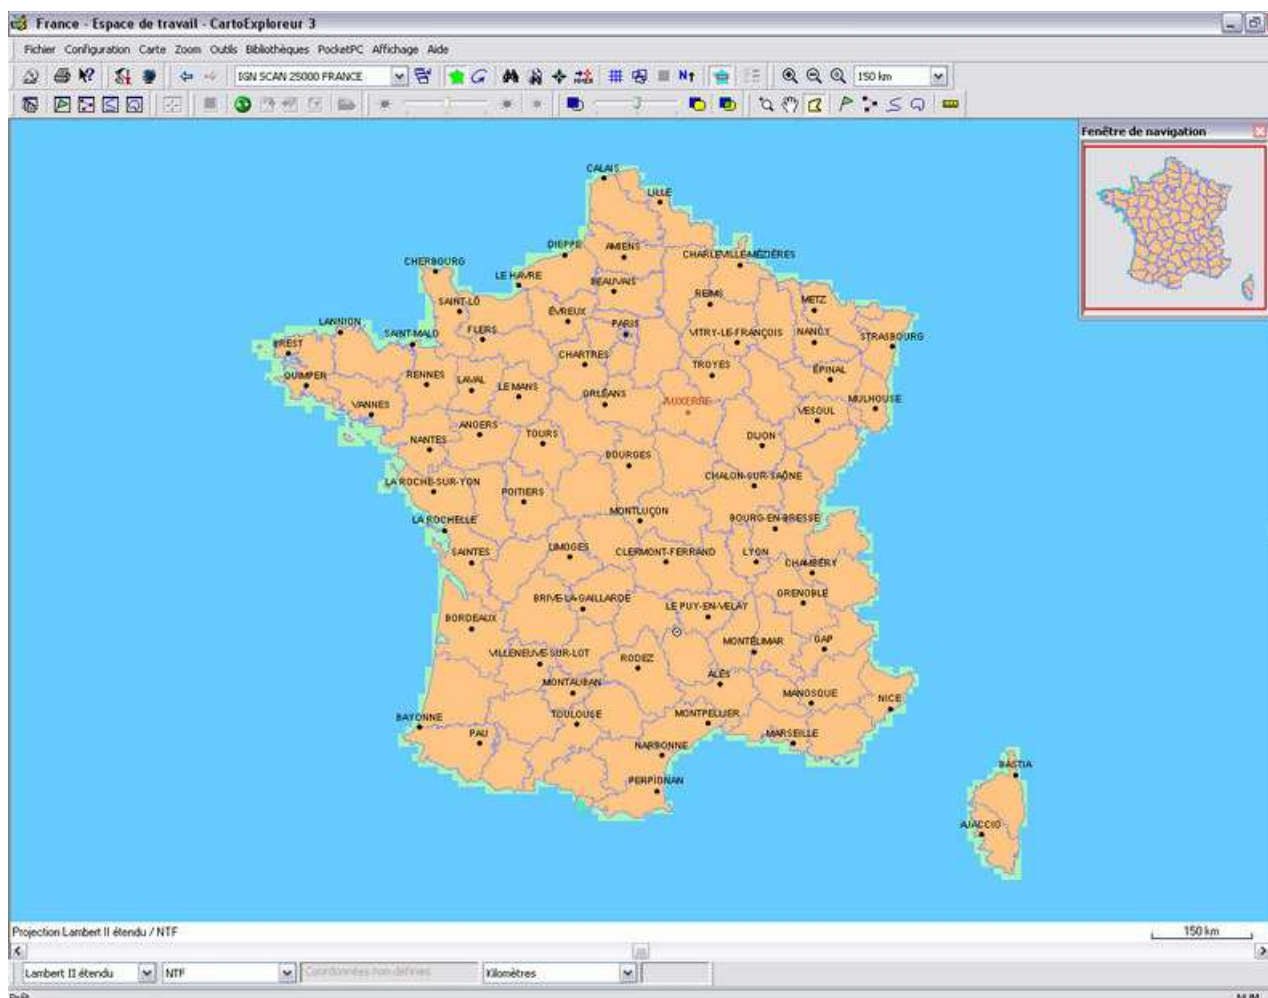 France - Espace de travail - CartoExploreur 3
Fichier Configuration Carte Zoom Outils Bibliothèques PocketPC Affichage Aide
IGN SCAN 25000 FRANCE
N
150 km
Fenêtre de navigation
CALAIS
LILLE
DIEPPE
AMIENS
CHARLEVILLE-MÉZIÈRES
CHERBOURG
LE HAVRE
BEAUVAIS
REIMS
METZ
SAINT-LÔ
ÉVREUX
LANNION
SAINT-MALO
FLERS
PARIS
VITRY-LE-FRANÇOIS
NANCY
STRASBOURG
BREST
CHARTRES
TROYES
ÉPINAL
QUIMPER
RENNES
LAVAL
LE MANS
ORLÉANS
AUXERRE
MULHOUSE
VANNES
VESOUL
NANTES
ANGERS
TOURS
DIJON
BOURGES
LA ROCHE-SUR-YON
POITIERS
CHALON-SUR-SAÔNE
MONTLUÇON
LA ROCHELLE
BOURG-EN-BRESSE
SAINTES
LIMOGES
CLERMONT-FERRAND
LYON
CHAMBÉRY
BRIVE-LA-GAILLARDE
LE PUY-EN-VELAY
GRENOBLE
BORDEAUX
MONTÉLIMAR
GAP
VILLENEUVE-SUR-LOT
RODEZ
MONTAUBAN
ALÈS
MANOSQUE
NICE
BAYONNE
TOULOUSE
MONTPELLIER
PAU
MARSEILLE
NARBONNE
PERPIGNAN
BASTIA
AJACCIO
Projection Lambert II étendu / NTF
150 km
Lambert II étendu NTF Coordonnées non-définies Kilomètres